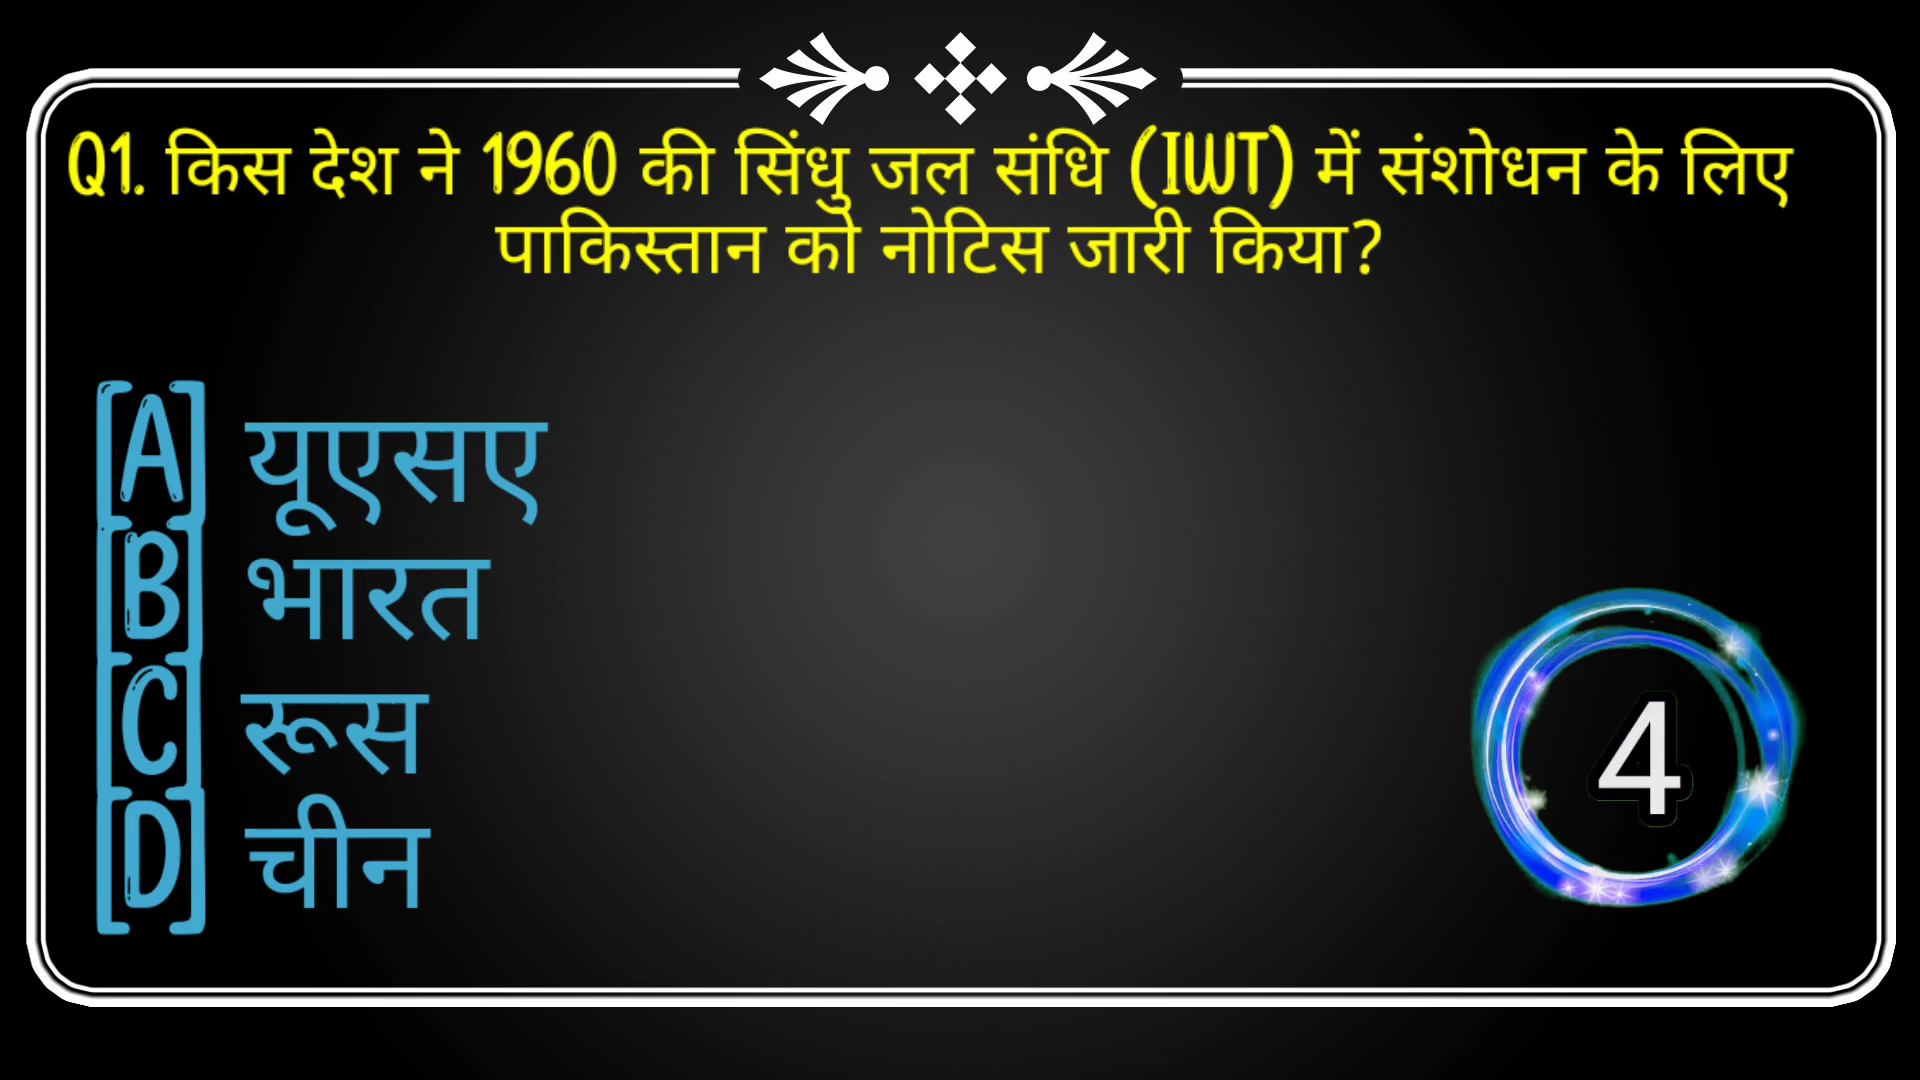 Q1. किस देश ने 1960 की सिंधु जल संधि (IWT) में संशोधन के लिए
पाकिस्तान को नोटिस जारी किया?
[A] यूएसए
[B] भारत
[C] रूस
[D] चीन
4